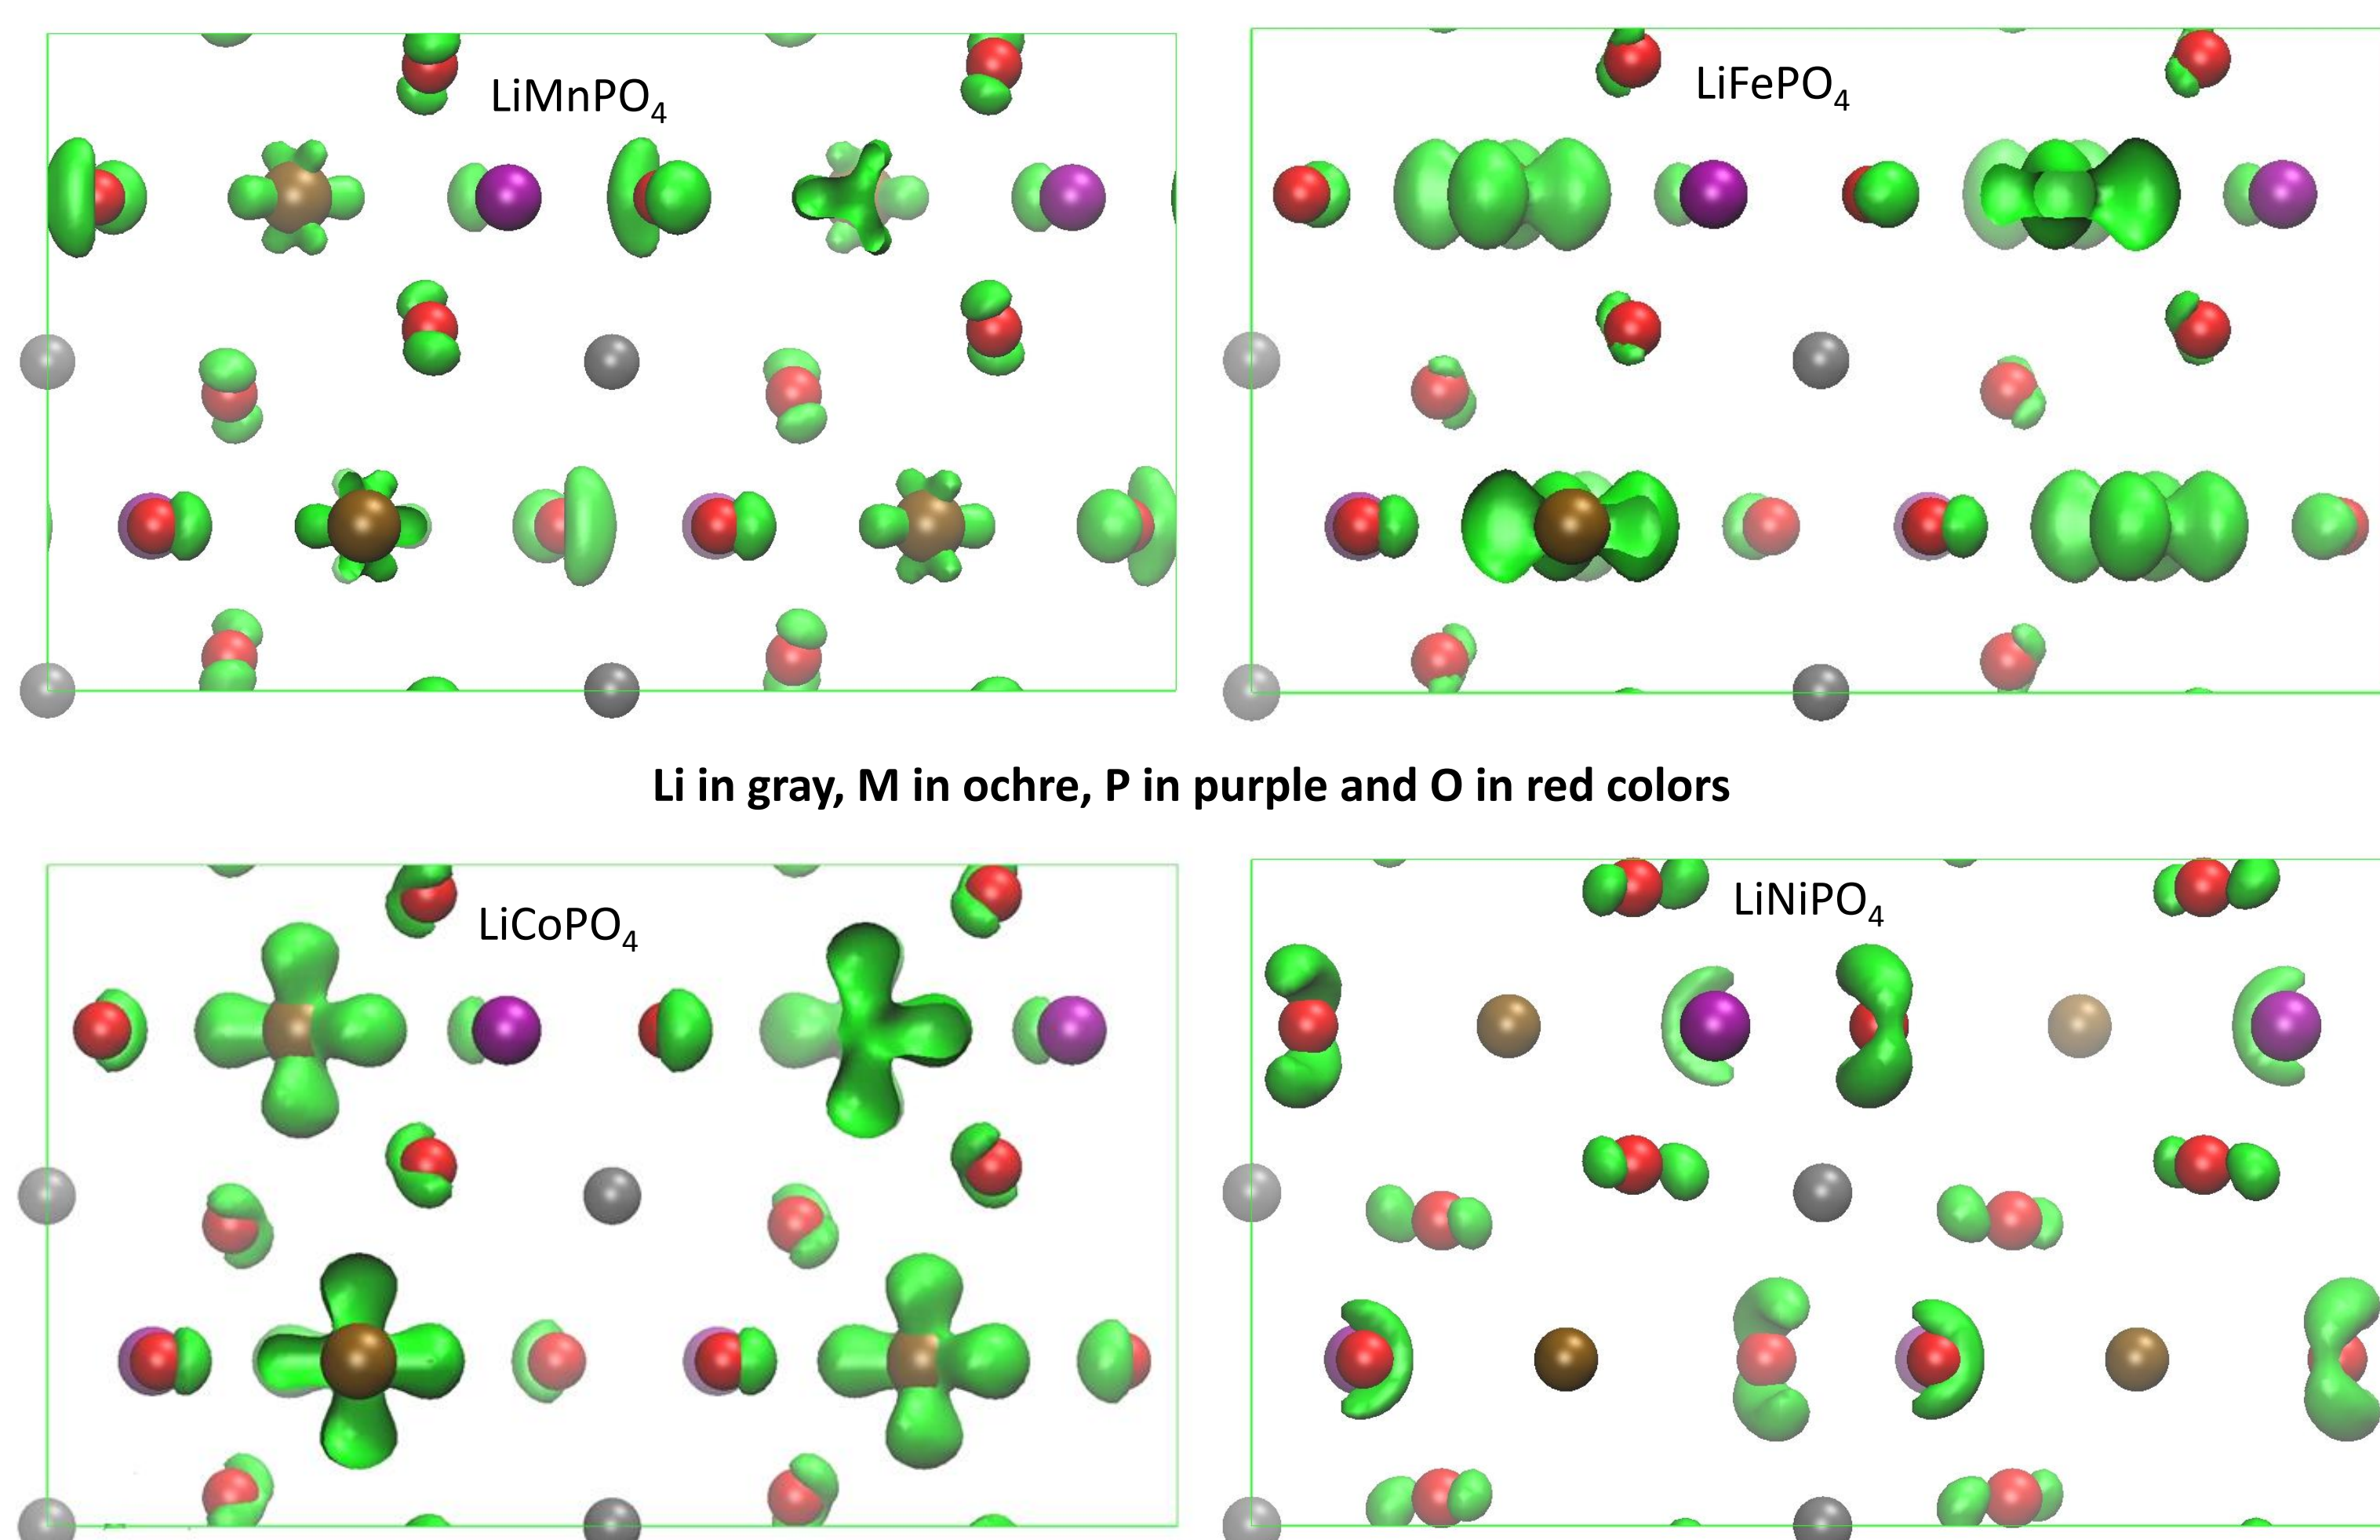 LiMnPO₄
LiFePO₄
Li in gray, M in ochre, P in purple and O in red colors
LiCoPO₄
LiNiPO₄